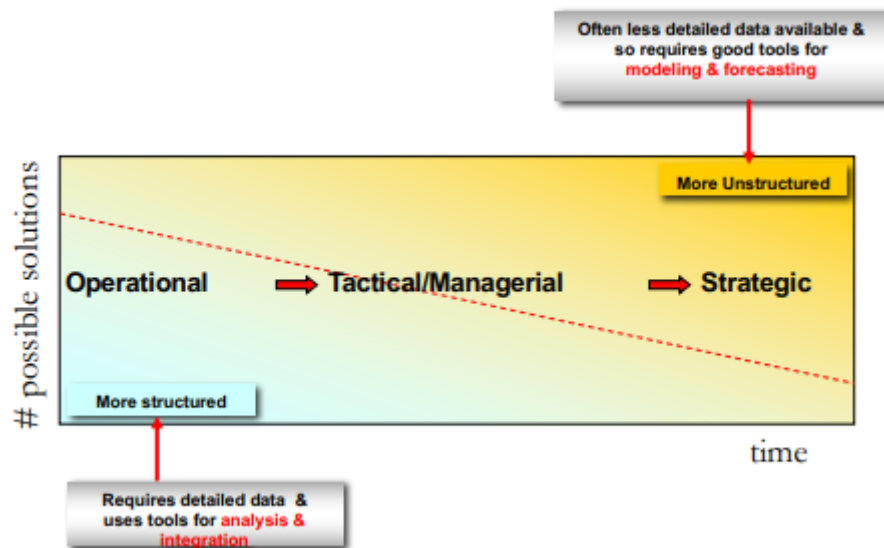 Often less detailed data available &
so requires good tools for
modeling & forecasting
# possible solutions
More Unstructured
Operational
Tactical/Managerial
Strategic
More structured
time
Requires detailed data &
uses tools for analysis &
integration